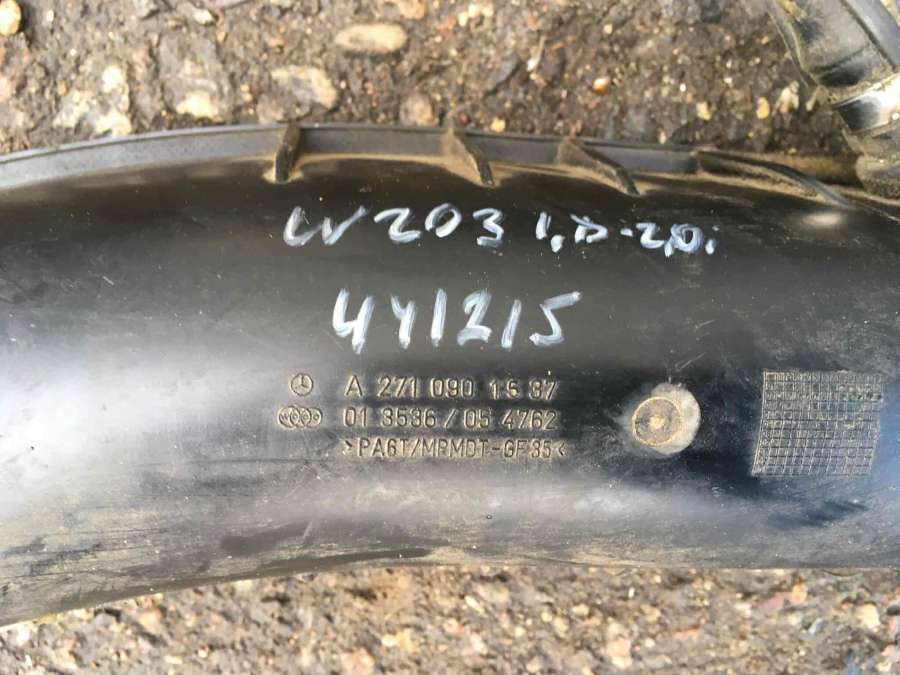 W203 1,8-2,0i
441215
A 271 090 15 37
01 3536/05 4762
>PA6T/MPMDT-GF35<